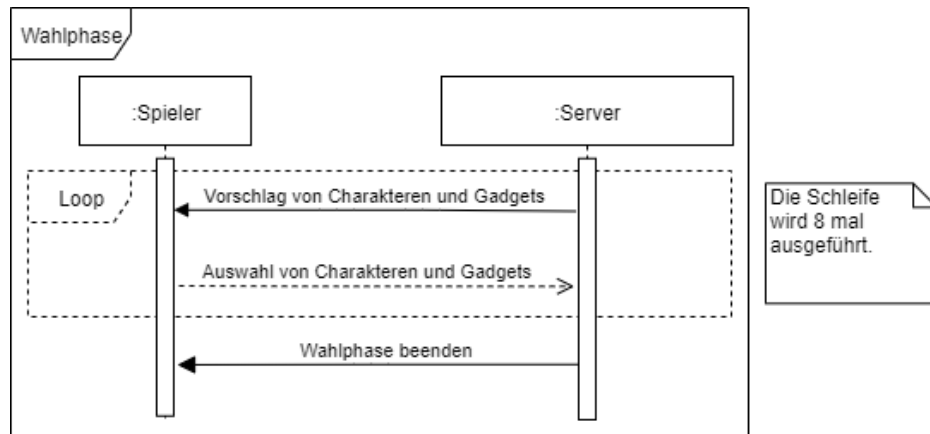 Wahlphase
:Spieler
:Server
Loop
Vorschlag von Charakteren und Gadgets
Auswahl von Charakteren und Gadgets
Wahlphase beenden
Die Schleife
wird 8 mal
ausgeführt.